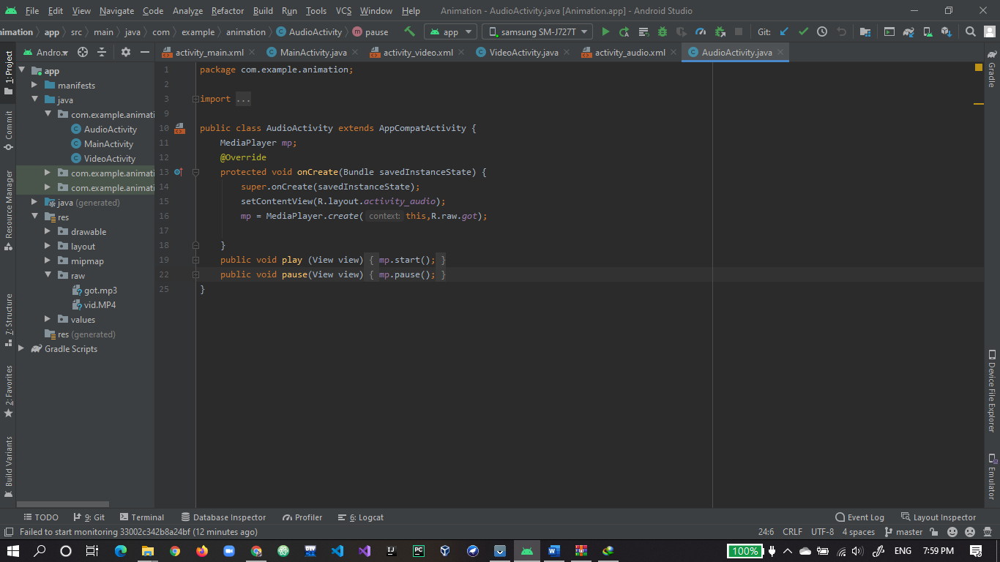 File Edit View Navigate Code Analyze Refactor Build Run Tools VCS Window Help Animation - AudioActivity.java [Animation.app] - Android Studio
nimation app src main java com example animation AudioActivity pause app samsung SM-J727T Git:
1: Project
Commit
Resource Manager
7: Structure
2: Favorites
Build Variants
Andro...
app
manifests
java
com.example.animati
AudioActivity
MainActivity
VideoActivity
com.example.animati
com.example.animati
java (generated)
res
drawable
layout
mipmap
raw
got.mp3
vid.MP4
values
res (generated)
Gradle Scripts
activity_main.xml MainActivity.java activity_video.xml VideoActivity.java activity_audio.xml AudioActivity.java
1 package com.example.animation;
2
3 import ...
9
10 public class AudioActivity extends AppCompatActivity {
11 MediaPlayer mp;
12 @Override
13 protected void onCreate(Bundle savedInstanceState) {
14 super.onCreate(savedInstanceState);
15 setContentView(R.layout.activity_audio);
16 mp = MediaPlayer.create( context: this,R.raw.got);
17
18 }
19 public void play (View view) { mp.start(); }
22 public void pause(View view) { mp.pause(); }
25 }
Gradle
Device File Explorer
Emulator
TODO 9: Git Terminal Database Inspector Profiler 6: Logcat Event Log Layout Inspector
Failed to start monitoring 33002c342b8a24bf (12 minutes ago) 24:6 CRLF UTF-8 4 spaces master
100% ENG 7:59 PM